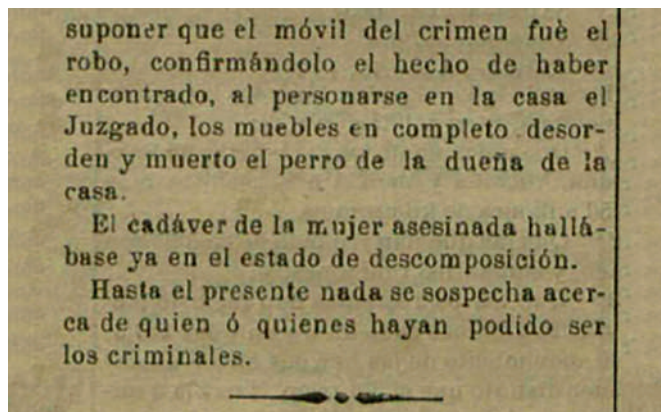 suponer que el móvil del crimen fuè el
robo, confirmándolo el hecho de haber
encontrado, al personarse en la casa el
Juzgado, los muebles en completo desor-
den y muerto el perro de la dueña de la
casa.
El cadáver de la mujer asesinada hallá-
base ya en el estado de descomposición.
Hasta el presente nada se sospecha acer-
ca de quien ó quienes hayan podido ser
los criminales.